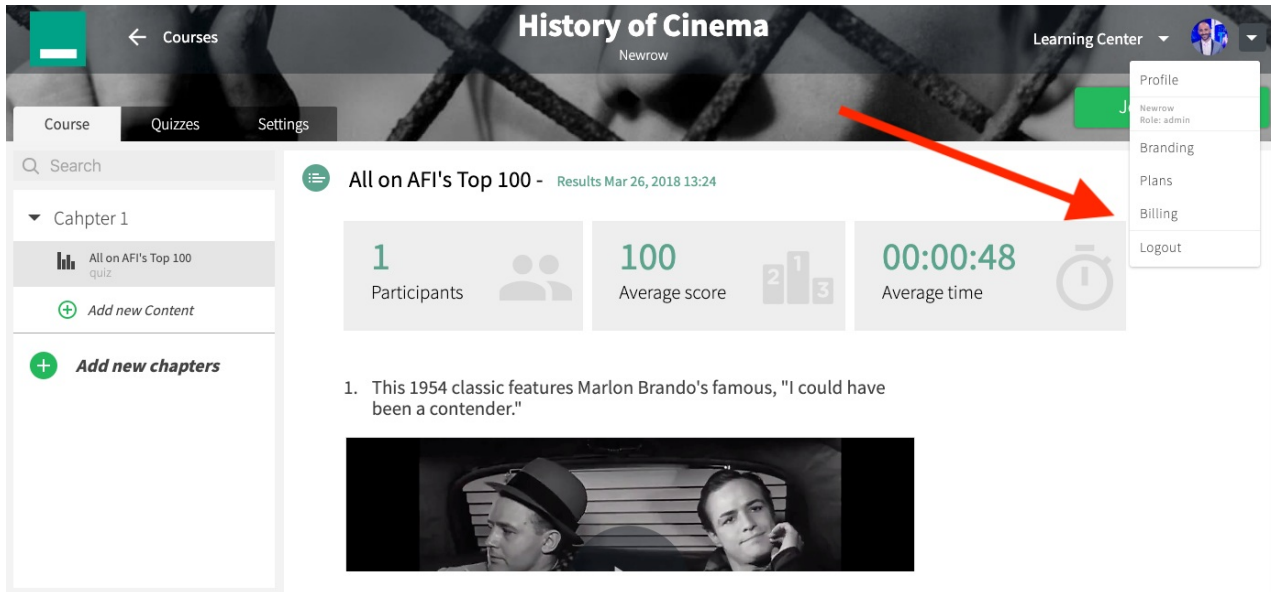 Courses
History of Cinema
Newrow
Learning Center
Profile
Newrow
Role: admin
Branding
Plans
Billing
Logout
Course
Quizzes
Settings
Search
Cahpter 1
All on AFI's Top 100
quiz
Add new Content
Add new chapters
All on AFI's Top 100 - Results Mar 26, 2018 13:24
1
Participants
100
Average score
2 1 3
00:00:48
Average time
1. This 1954 classic features Marlon Brando's famous, "I could have
been a contender."